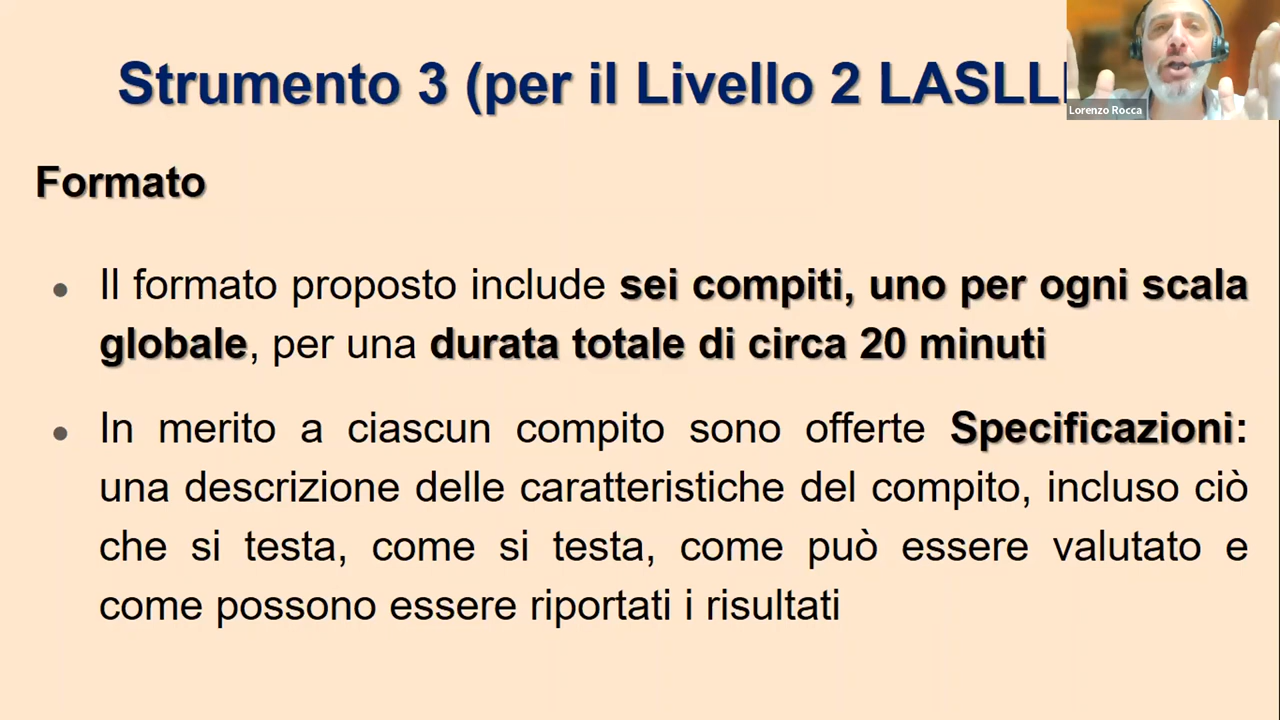 Strumento 3 (per il Livello 2
Lorenzo Rocca
Formato
Il formato proposto include sei compiti, uno per ogni scala
globale, per una durata totale di circa 20 minuti
In merito a ciascun compito sono offerte Specificazioni:
una descrizione delle caratteristiche del compito, incluso ciò
che si testa, come si testa, come può essere valutato e
come possono essere riportati i risultati